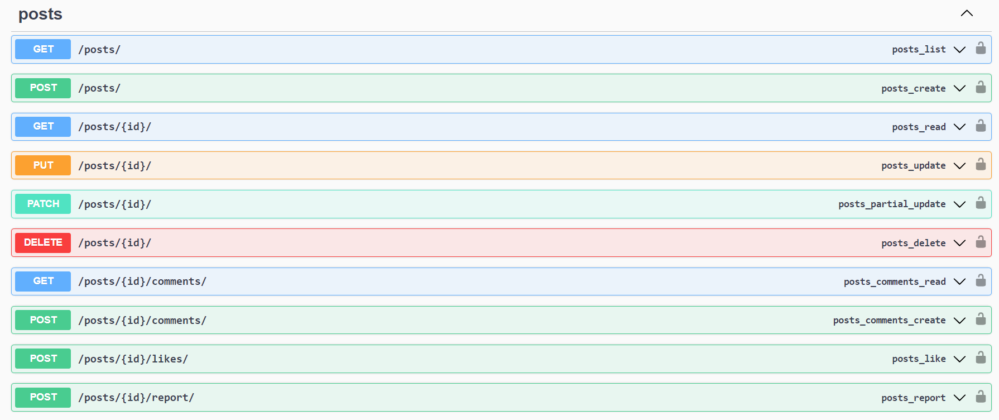 posts
GET /posts/ posts_list
POST /posts/ posts_create
GET /posts/{id}/ posts_read
PUT /posts/{id}/ posts_update
PATCH /posts/{id}/ posts_partial_update
DELETE /posts/{id}/ posts_delete
GET /posts/{id}/comments/ posts_comments_read
POST /posts/{id}/comments/ posts_comments_create
POST /posts/{id}/likes/ posts_like
POST /posts/{id}/report/ posts_report